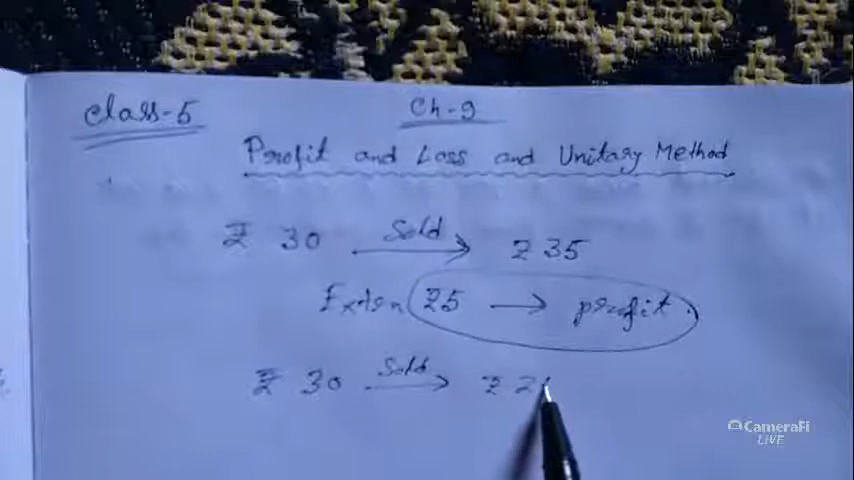 Class-5
Ch-9
Profit and Loss and Unitary Method
₹ 30 Sold → ₹ 35
₹5 → profit.
₹ 30 Sold → ₹ 2
CameraFi
LIVE